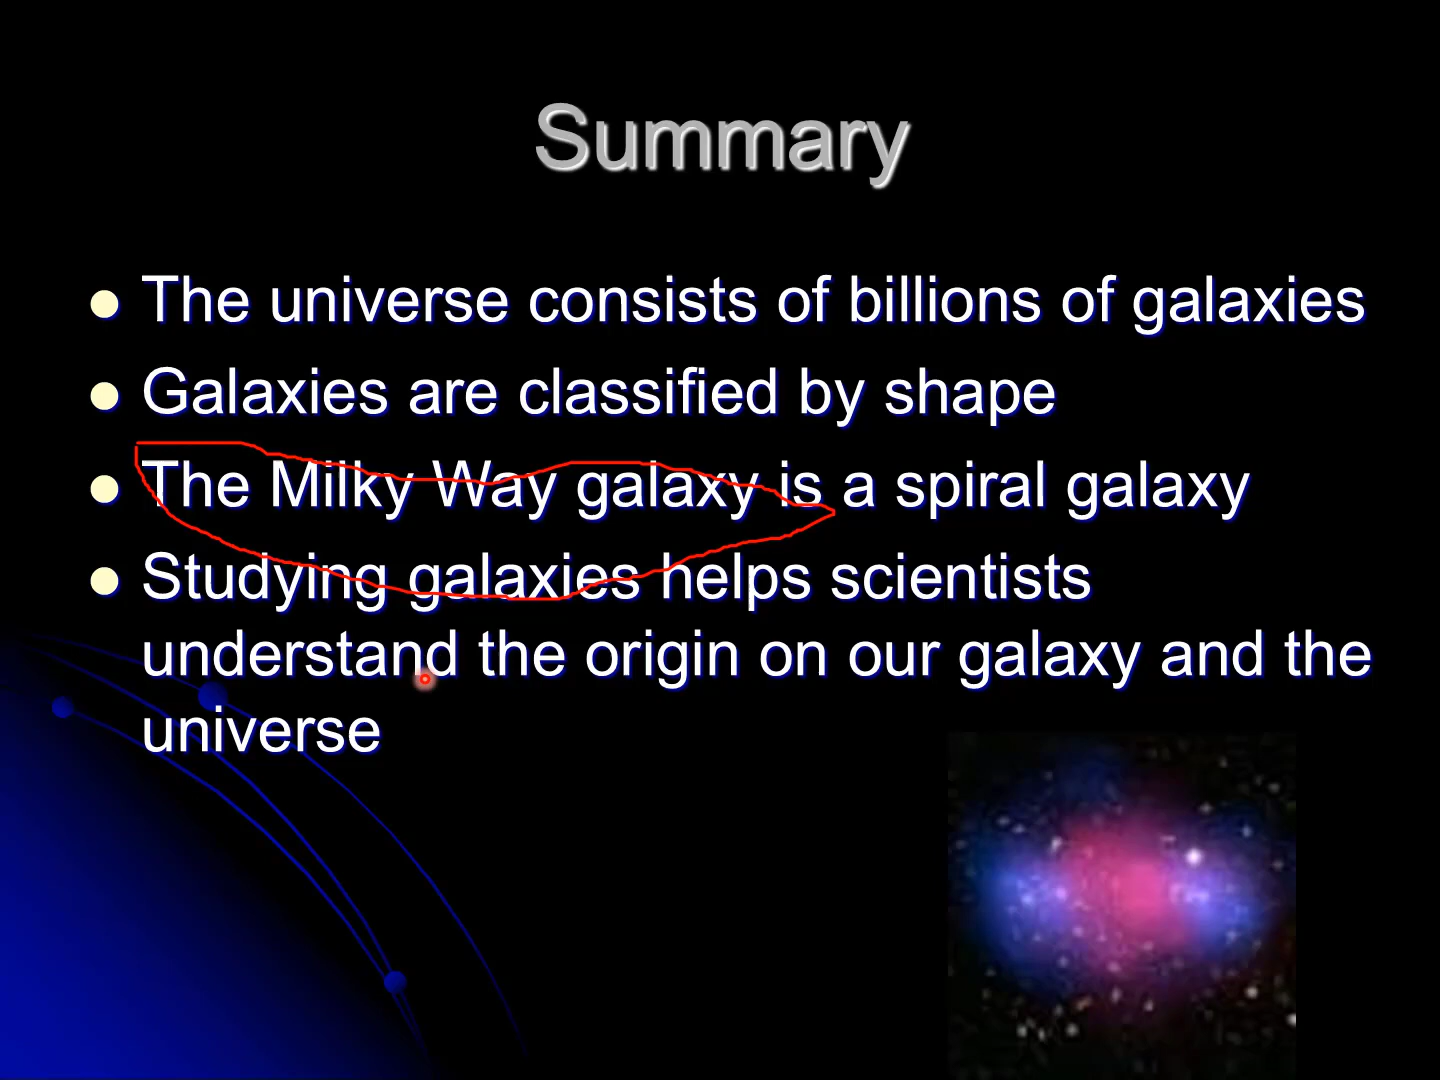 Summary
The universe consists of billions of galaxies
Galaxies are classified by shape
The Milky Way galaxy is a spiral galaxy
Studying galaxies helps scientists
understand the origin on our galaxy and the
universe